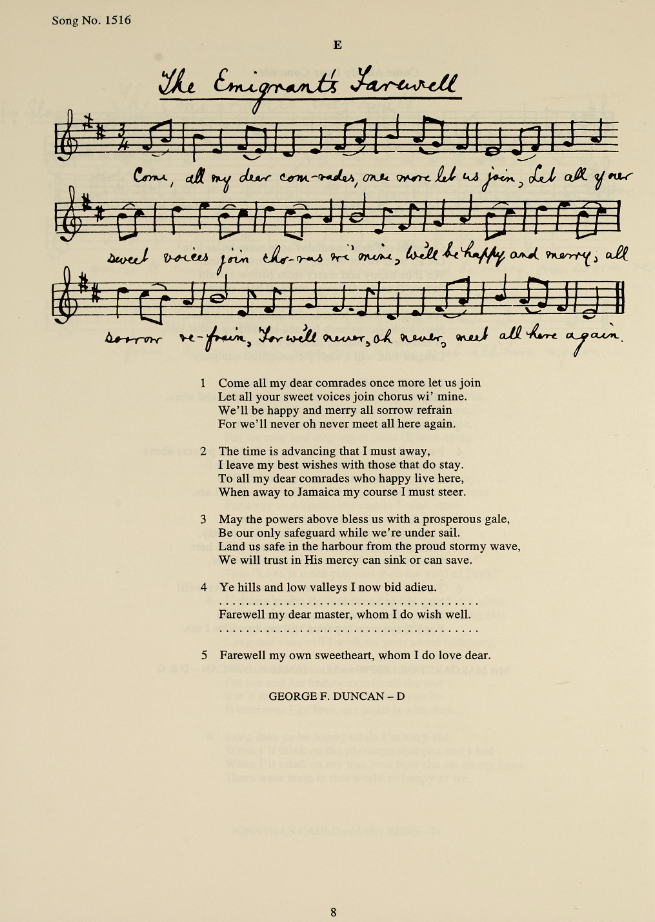 Song No. 1516
E
The Emigrant's Farewell
3
4
Come, all my dear com-rades, once more let us join, Let all your
sweet voices join cho-rus wi' mine, we'll be happy and merry, all
sorrow re-frain, For we'll never, oh never, meet all here again.
1 Come all my dear comrades once more let us join
Let all your sweet voices join chorus wi' mine.
We'll be happy and merry all sorrow refrain
For we'll never oh never meet all here again.
2 The time is advancing that I must away,
I leave my best wishes with those that do stay.
To all my dear comrades who happy live here,
When away to Jamaica my course I must steer.
3 May the powers above bless us with a prosperous gale,
Be our only safeguard while we're under sail.
Land us safe in the harbour from the proud stormy wave,
We will trust in His mercy can sink or can save.
4 Ye hills and low valleys I now bid adieu.
. . . . . . . . . . . . . . . . . . . . . . . . . . . . . . . . . . . . . . .
Farewell my dear master, whom I do wish well.
. . . . . . . . . . . . . . . . . . . . . . . . . . . . . . . . . . . . . . .
5 Farewell my own sweetheart, whom I do love dear.
GEORGE F. DUNCAN – D
8